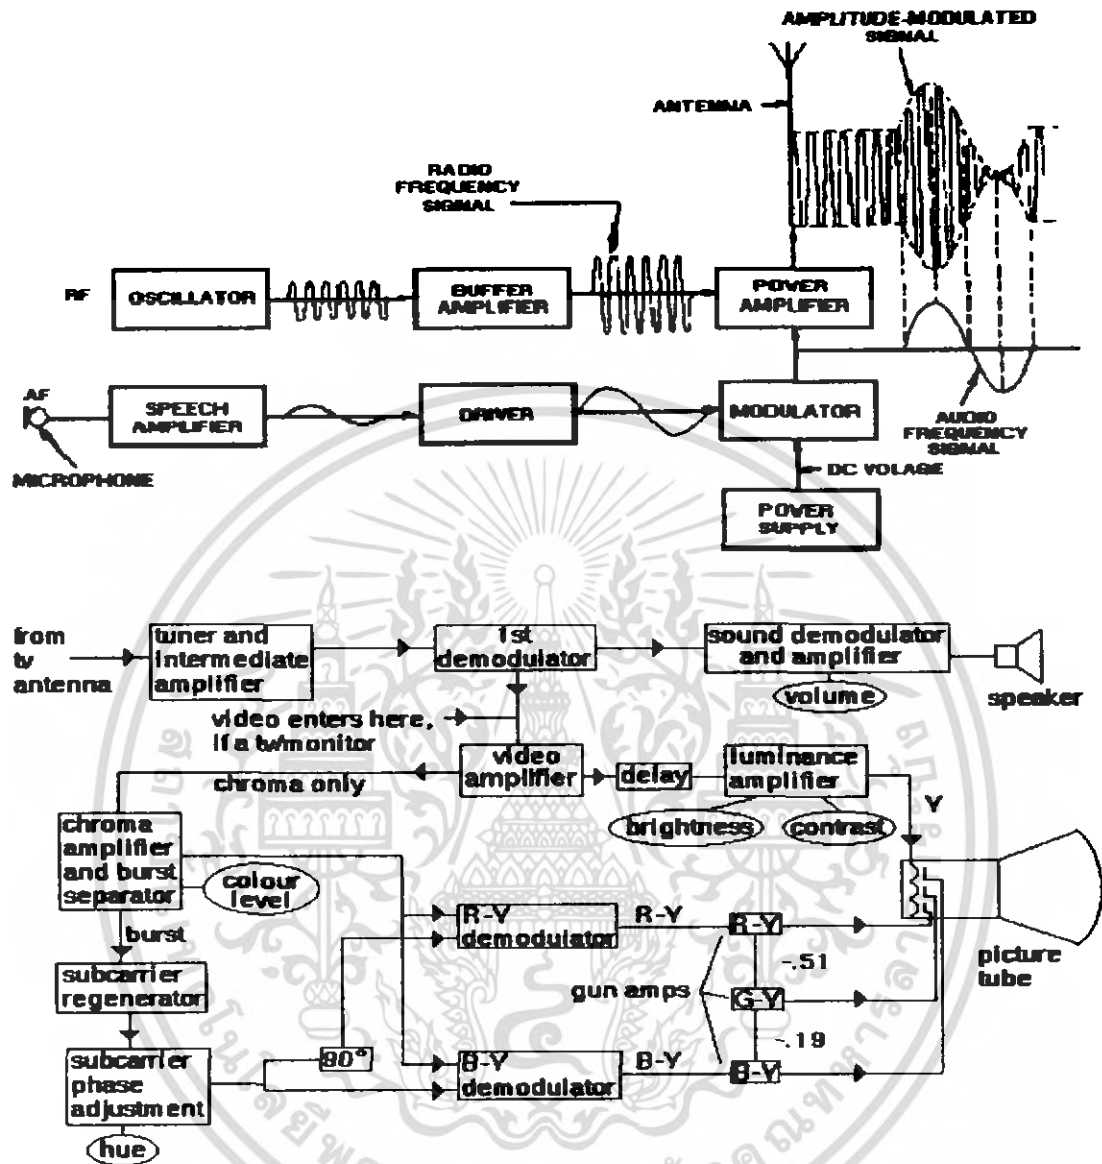 AMPLITUDE-MODULATED
SIGNAL
ANTENNA
RADIO
FREQUENCY
SIGNAL
RF
OSCILLATOR
BUFFER
AMPLIFIER
POWER
AMPLIFIER
AF
SPEECH
AMPLIFIER
DRIVER
MODULATOR
MICROPHONE
AUDIO
FREQUENCY
SIGNAL
DC VOLAGE
POWER
SUPPLY
from
tv
antenna
tuner and
intermediate
amplifier
1st
demodulator
sound demodulator
and amplifier
volume
speaker
video enters here,
if a tv/monitor
video
amplifier
delay
luminance
amplifier
chroma only
brightness
contrast
Y
chroma
amplifier
and burst
separator
colour
level
burst
R-Y
demodulator
R-Y
R-Y
picture
tube
subcarrier
regenerator
gun amps
-.51
G-Y
-.19
subcarrier
phase
adjustment
90°
B-Y
demodulator
B-Y
B-Y
hue